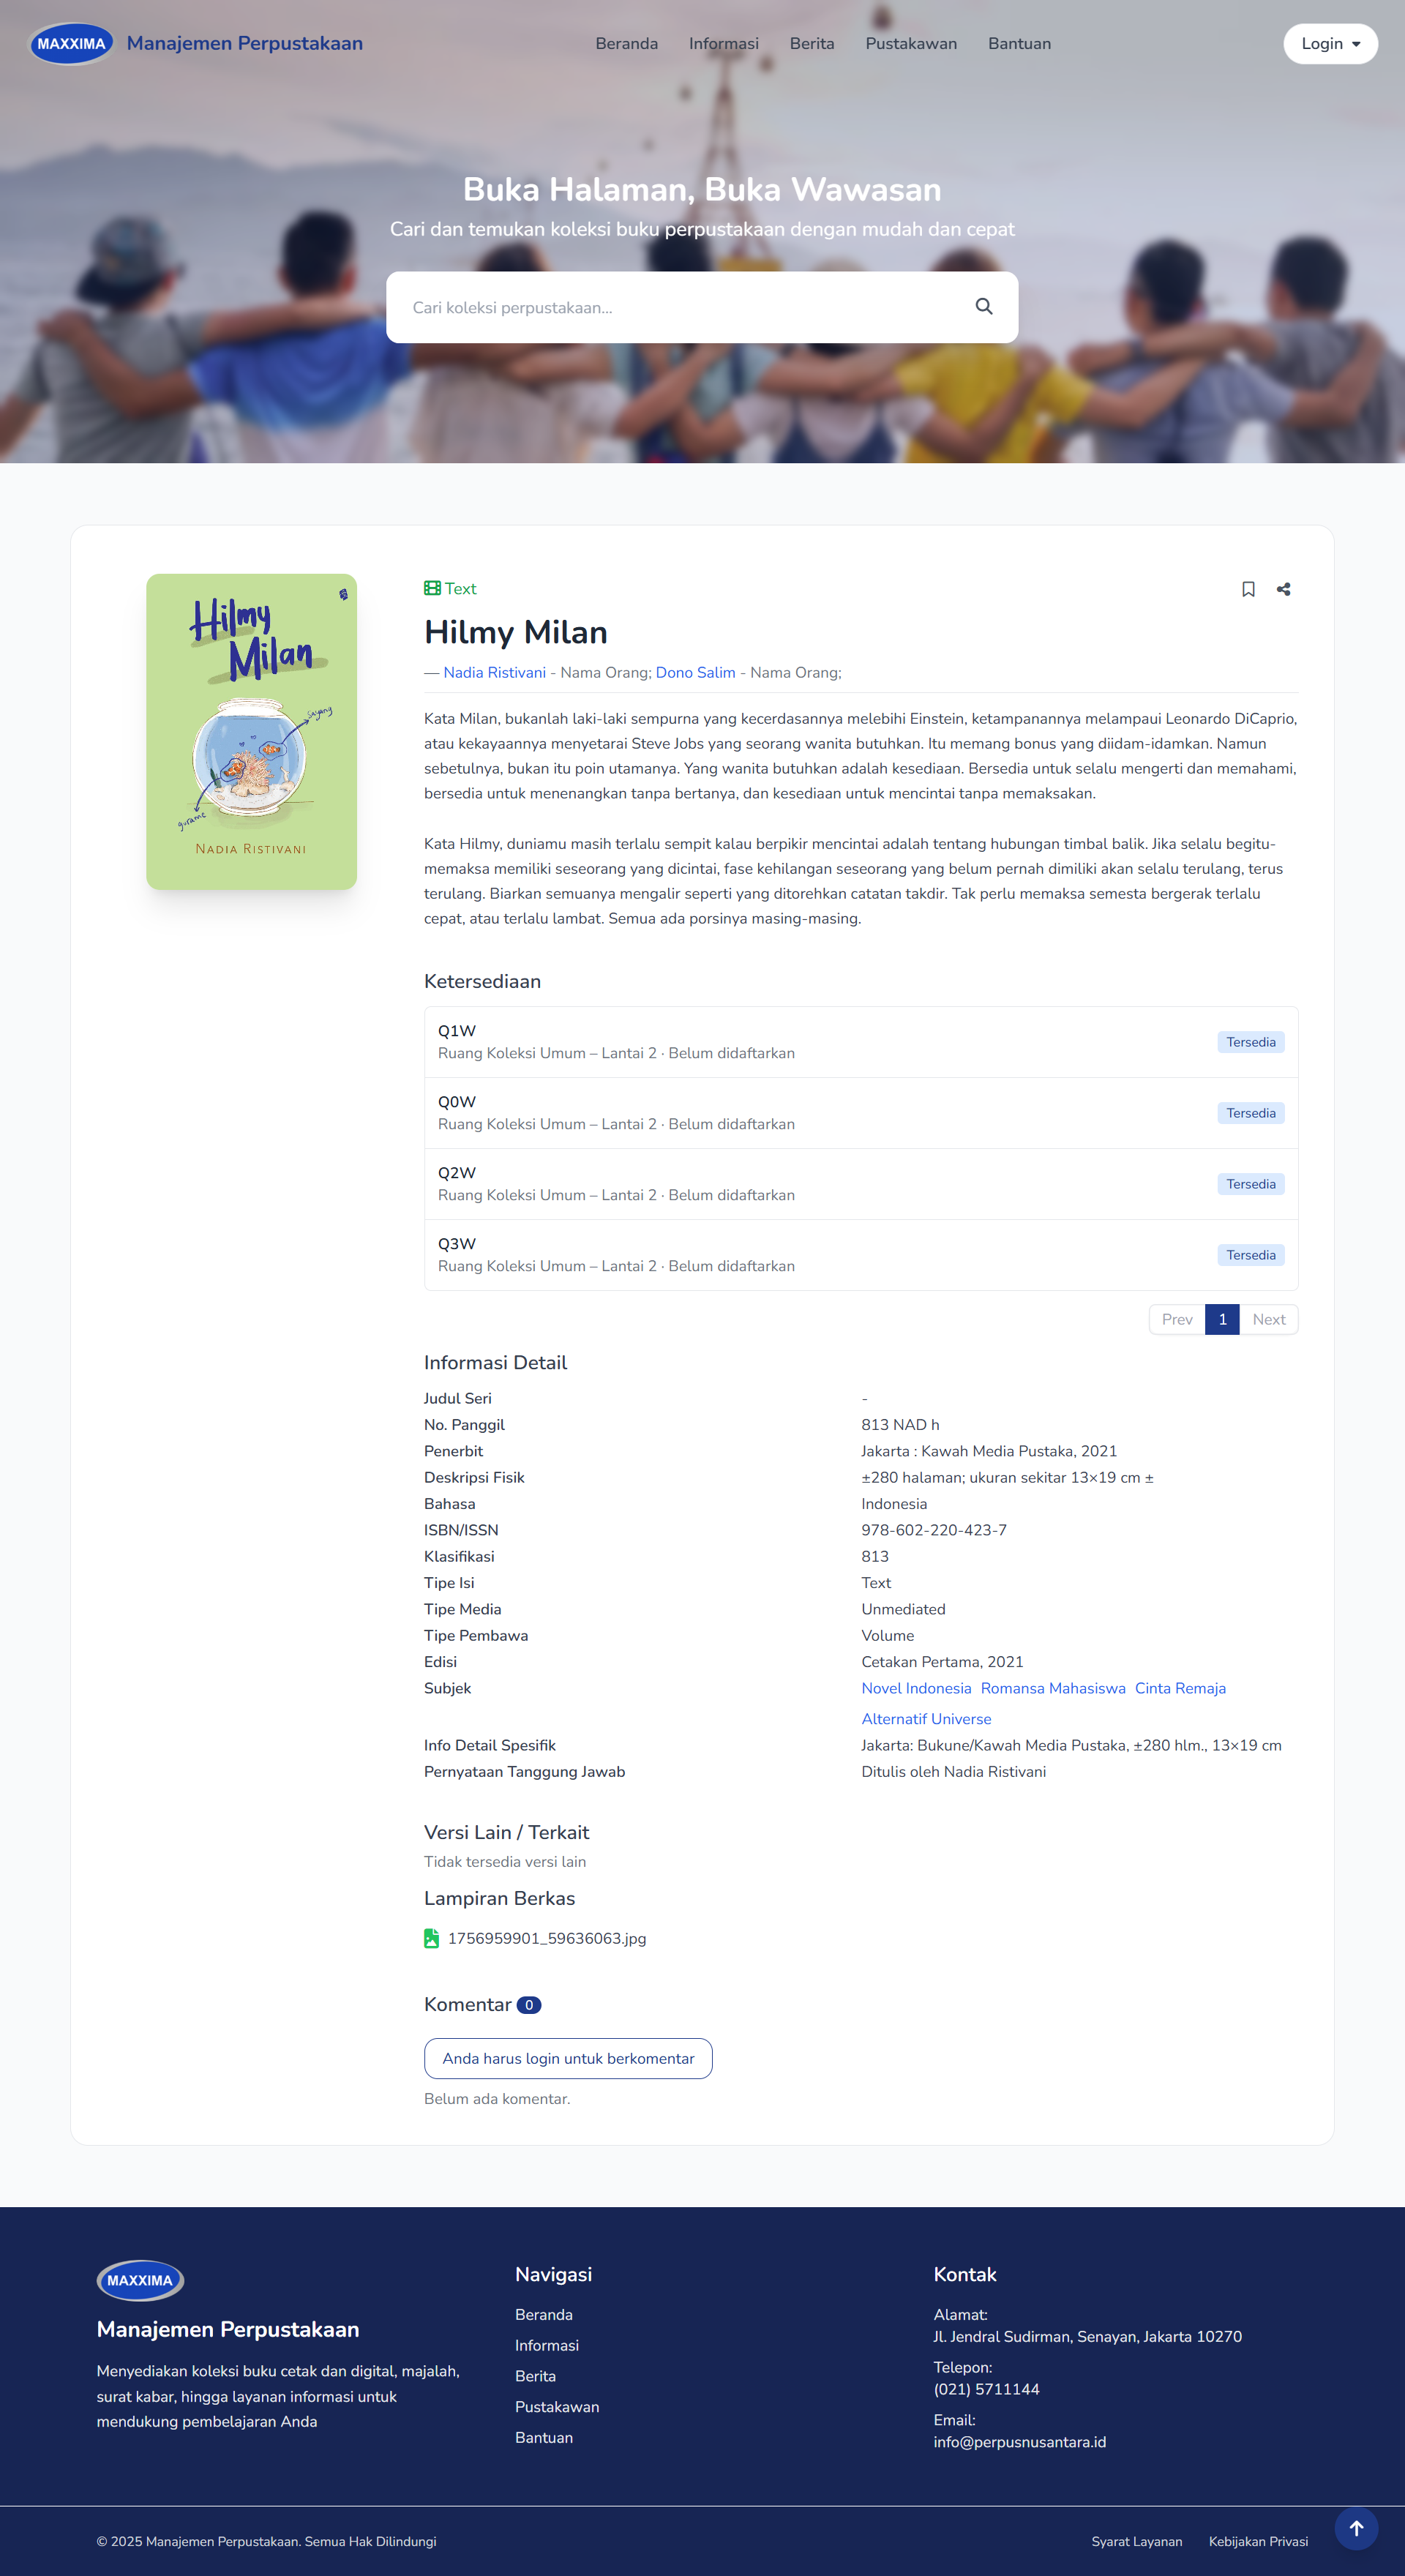 MAXXIMA
Manajemen Perpustakaan
Beranda
Informasi
Berita
Pustakawan
Bantuan
Login
Buka Halaman, Buka Wawasan
Cari dan temukan koleksi buku perpustakaan dengan mudah dan cepat
Cari koleksi perpustakaan...
Hilmy
Milan
sayang
gurame
NADIA RISTIVANI
Text
Hilmy Milan
— Nadia Ristivani - Nama Orang; Dono Salim - Nama Orang;
Kata Milan, bukanlah laki-laki sempurna yang kecerdasannya melebihi Einstein, ketampanannya melampaui Leonardo DiCaprio,
atau kekayaannya menyetarai Steve Jobs yang seorang wanita butuhkan. Itu memang bonus yang diidam-idamkan. Namun
sebetulnya, bukan itu poin utamanya. Yang wanita butuhkan adalah kesediaan. Bersedia untuk selalu mengerti dan memahami,
bersedia untuk menenangkan tanpa bertanya, dan kesediaan untuk mencintai tanpa memaksakan.
Kata Hilmy, duniamu masih terlalu sempit kalau berpikir mencintai adalah tentang hubungan timbal balik. Jika selalu begitu-
memaksa memiliki seseorang yang dicintai, fase kehilangan seseorang yang belum pernah dimiliki akan selalu terulang, terus
terulang. Biarkan semuanya mengalir seperti yang ditorehkan catatan takdir. Tak perlu memaksa semesta bergerak terlalu
cepat, atau terlalu lambat. Semua ada porsinya masing-masing.
Ketersediaan
Q1W
Ruang Koleksi Umum – Lantai 2 · Belum didaftarkan
Tersedia
Q0W
Ruang Koleksi Umum – Lantai 2 · Belum didaftarkan
Tersedia
Q2W
Ruang Koleksi Umum – Lantai 2 · Belum didaftarkan
Tersedia
Q3W
Ruang Koleksi Umum – Lantai 2 · Belum didaftarkan
Tersedia
Prev 1 Next
Informasi Detail
Judul Seri -
No. Panggil 813 NAD h
Penerbit Jakarta : Kawah Media Pustaka, 2021
Deskripsi Fisik ±280 halaman; ukuran sekitar 13×19 cm ±
Bahasa Indonesia
ISBN/ISSN 978-602-220-423-7
Klasifikasi 813
Tipe Isi Text
Tipe Media Unmediated
Tipe Pembawa Volume
Edisi Cetakan Pertama, 2021
Subjek Novel Indonesia Romansa Mahasiswa Cinta Remaja
Alternatif Universe
Info Detail Spesifik Jakarta: Bukune/Kawah Media Pustaka, ±280 hlm., 13×19 cm
Pernyataan Tanggung Jawab Ditulis oleh Nadia Ristivani
Versi Lain / Terkait
Tidak tersedia versi lain
Lampiran Berkas
1756959901_59636063.jpg
Komentar 0
Anda harus login untuk berkomentar
Belum ada komentar.
MAXXIMA
Manajemen Perpustakaan
Menyediakan koleksi buku cetak dan digital, majalah,
surat kabar, hingga layanan informasi untuk
mendukung pembelajaran Anda
Navigasi
Beranda
Informasi
Berita
Pustakawan
Bantuan
Kontak
Alamat:
Jl. Jendral Sudirman, Senayan, Jakarta 10270
Telepon:
(021) 5711144
Email:
info@perpusnusantara.id
© 2025 Manajemen Perpustakaan. Semua Hak Dilindungi
Syarat Layanan
Kebijakan Privasi